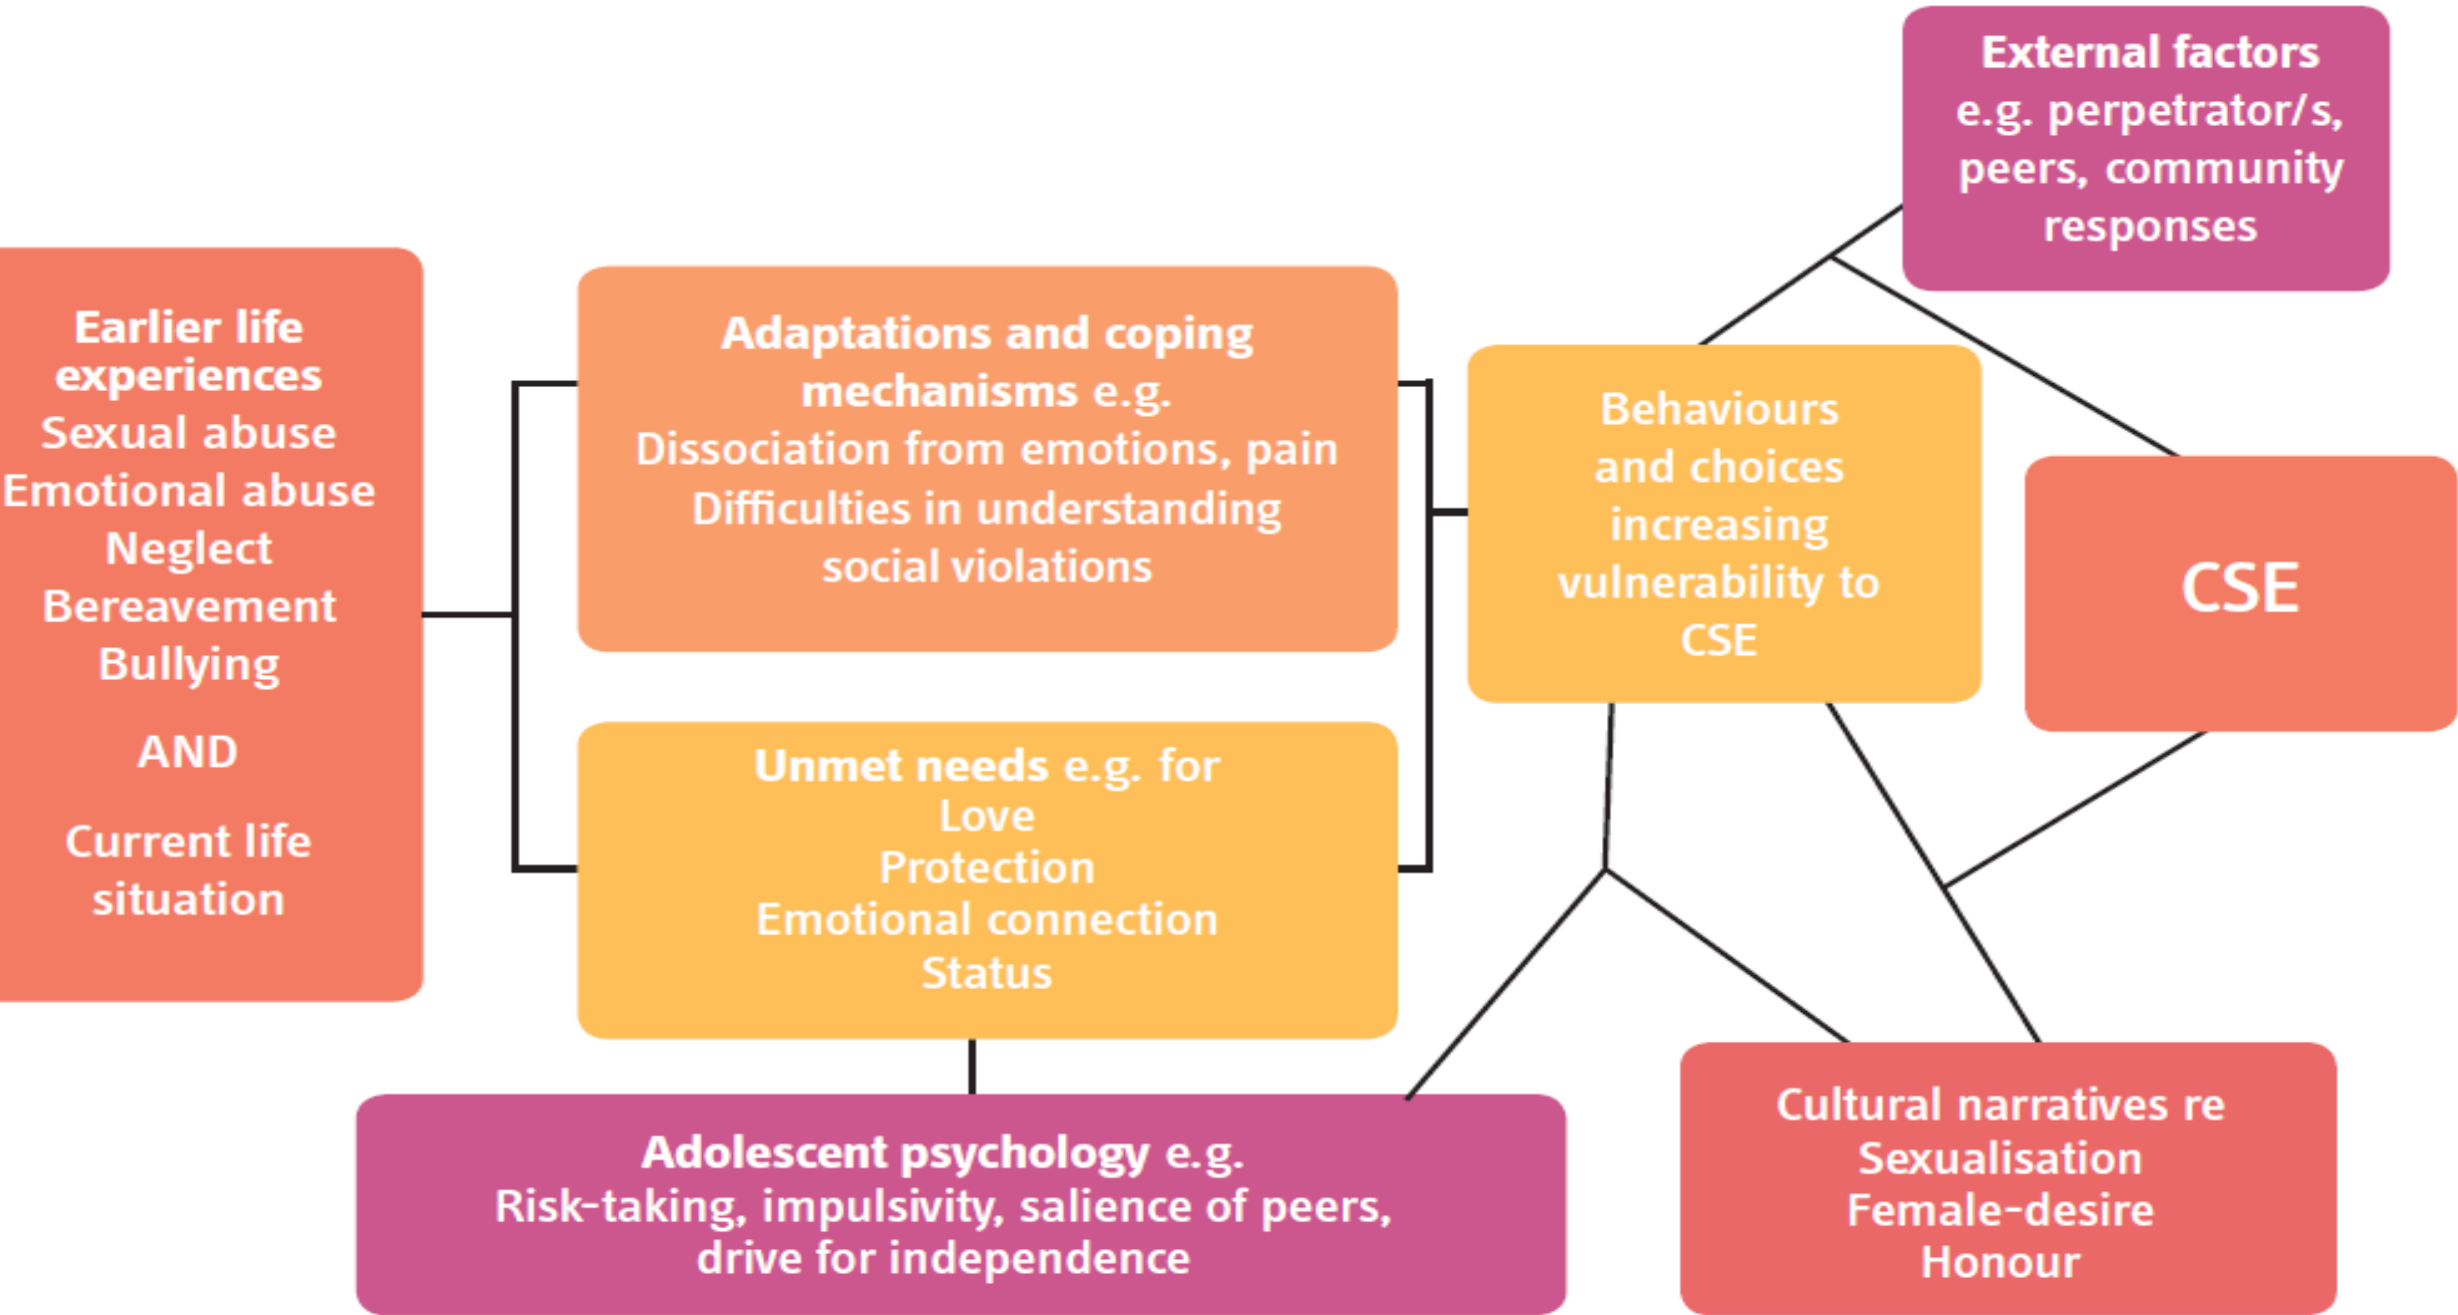 Earlier life
experiences
Sexual abuse
Emotional abuse
Neglect
Bereavement
Bullying
AND
Current life
situation
Adaptations and coping
mechanisms e.g.
Dissociation from emotions, pain
Difficulties in understanding
social violations
Unmet needs e.g. for
Love
Protection
Emotional connection
Status
Adolescent psychology e.g.
Risk-taking, impulsivity, salience of peers,
drive for independence
Behaviours
and choices
increasing
vulnerability to
CSE
External factors
e.g. perpetrator/s,
peers, community
responses
CSE
Cultural narratives re
Sexualisation
Female-desire
Honour